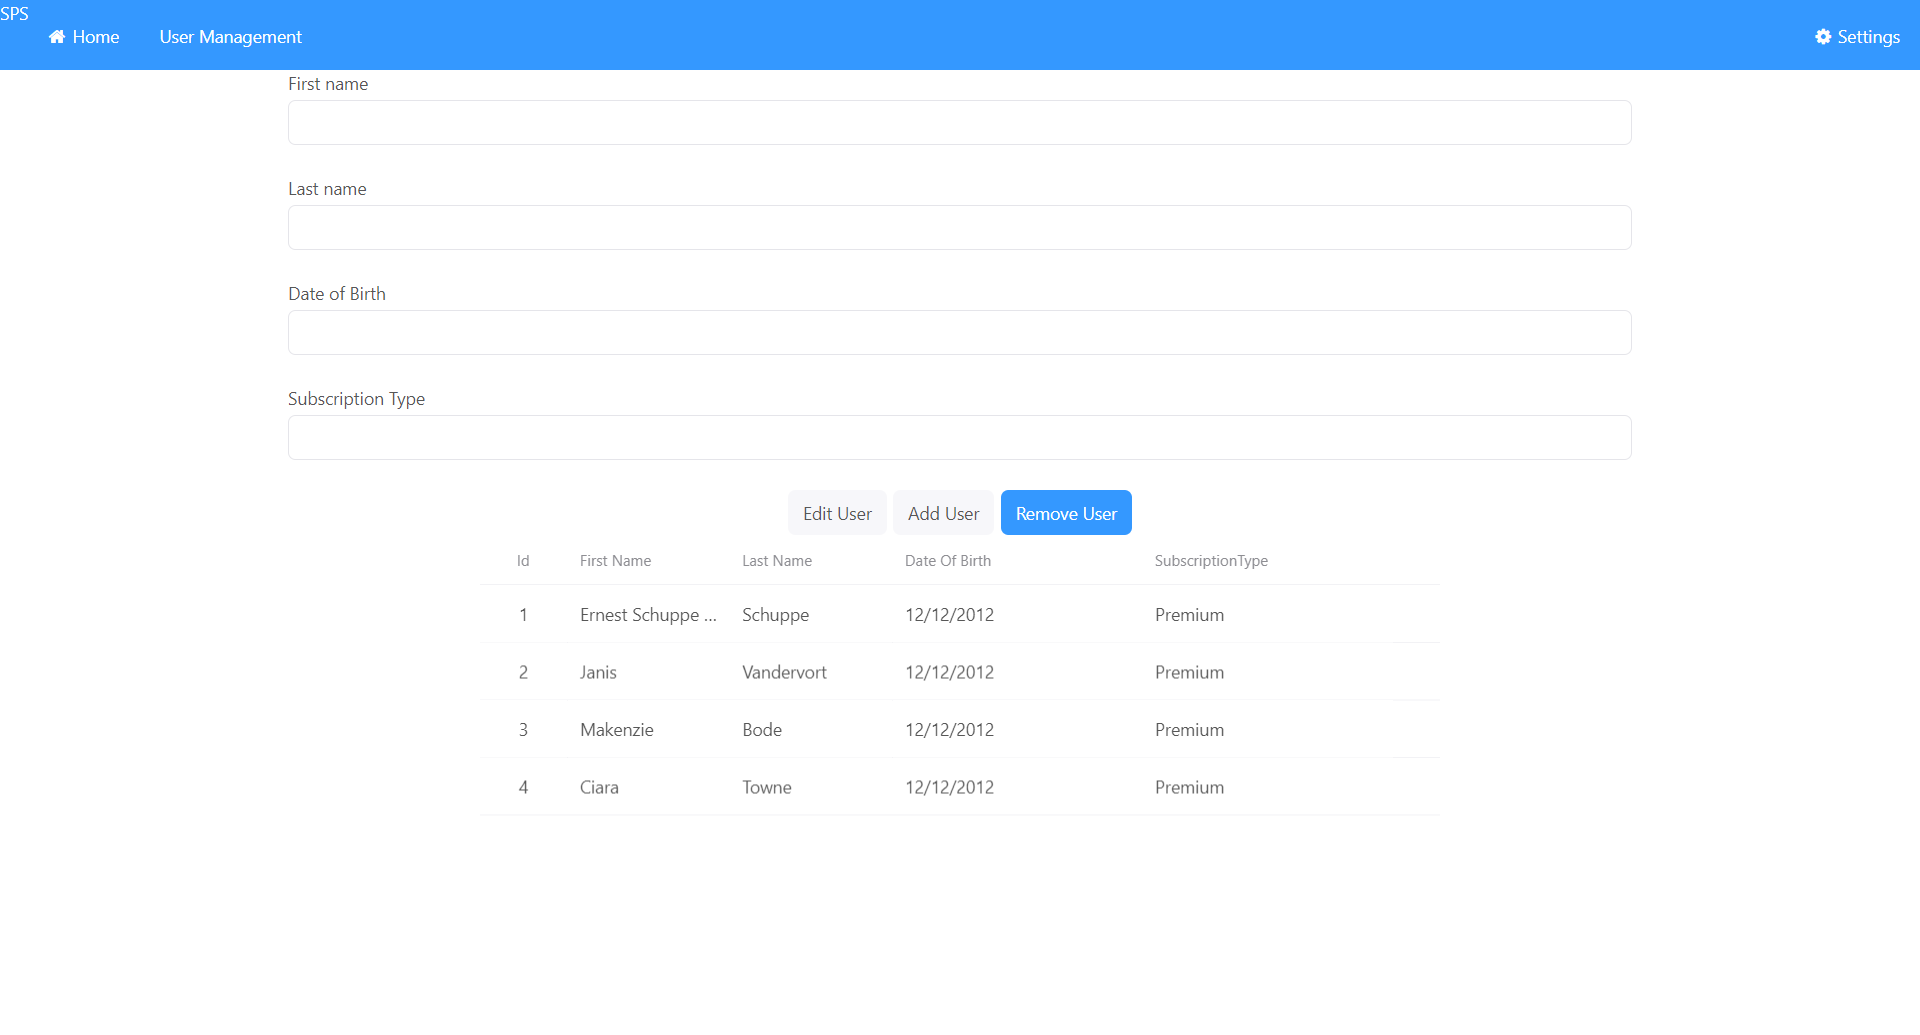 SPS
Home User Management Settings
First name
Last name
Date of Birth
Subscription Type
Edit User Add User Remove User
Id First Name Last Name Date Of Birth SubscriptionType
1 Ernest Schuppe ... Schuppe 12/12/2012 Premium
2 Janis Vandervort 12/12/2012 Premium
3 Makenzie Bode 12/12/2012 Premium
4 Ciara Towne 12/12/2012 Premium